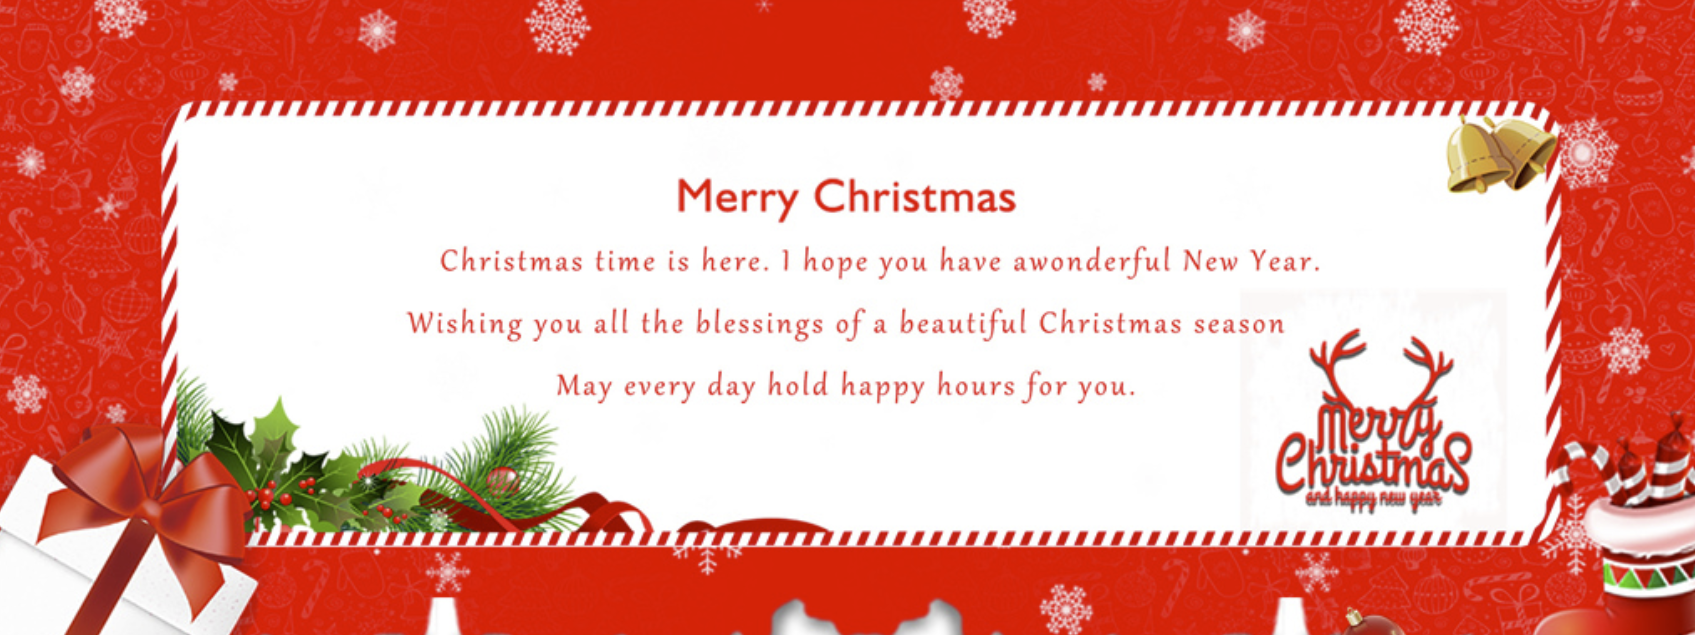 Merry Christmas
Christmas time is here. I hope you have awonderful New Year.
Wishing you all the blessings of a beautiful Christmas season
May every day hold happy hours for you.
merry
Christmas
and happy new year